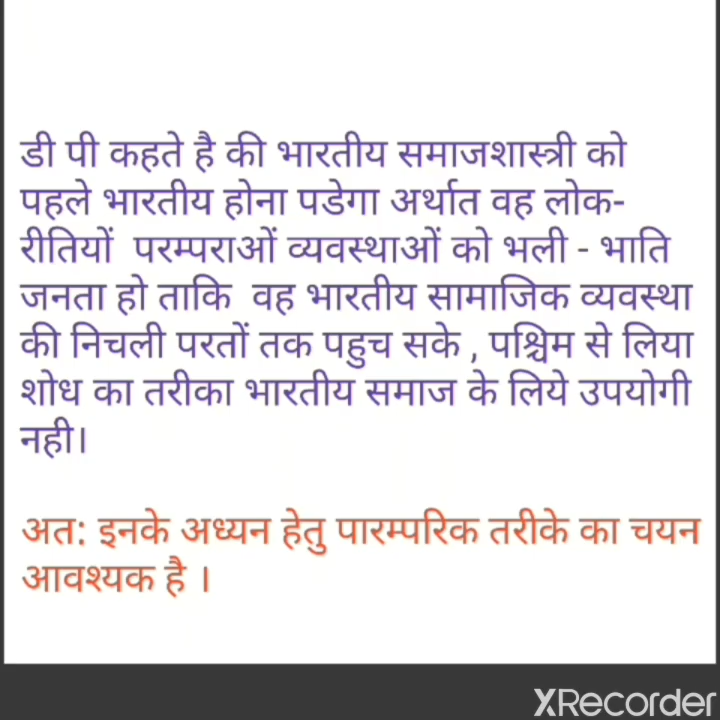 डी पी कहते है की भारतीय समाजशास्त्री को
पहले भारतीय होना पडेगा अर्थात वह लोक-
रीतियों परम्पराओं व्यवस्थाओं को भली - भाति
जनता हो ताकि वह भारतीय सामाजिक व्यवस्था
की निचली परतों तक पहुच सके , पश्चिम से लिया
शोध का तरीका भारतीय समाज के लिये उपयोगी
नही।
अत: इनके अध्यन हेतु पारम्परिक तरीके का चयन
आवश्यक है ।
XRecorder